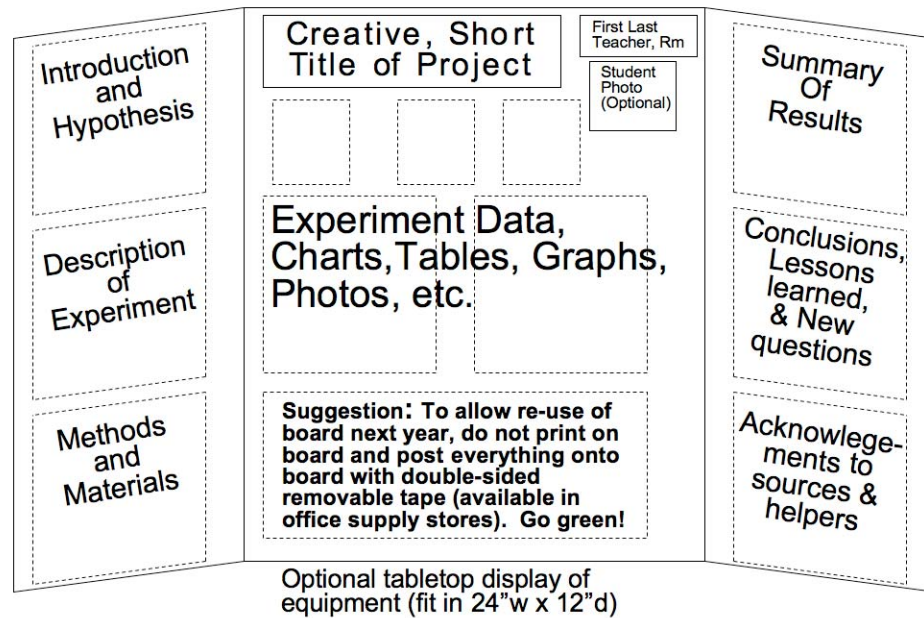 Introduction
and
Hypothesis
Description
of
Experiment
Methods
and
Materials
Creative, Short
Title of Project
First Last
Teacher, Rm
Student
Photo
(Optional)
Experiment Data,
Charts,Tables, Graphs,
Photos, etc.
Suggestion: To allow re-use of
board next year, do not print on
board and post everything onto
board with double-sided
removable tape (available in
office supply stores).  Go green!
Summary
Of
Results
Conclusions,
Lessons
learned,
& New
questions
Acknowlege-
ments to
sources &
helpers
Optional tabletop display of
equipment (fit in 24”w x 12”d)